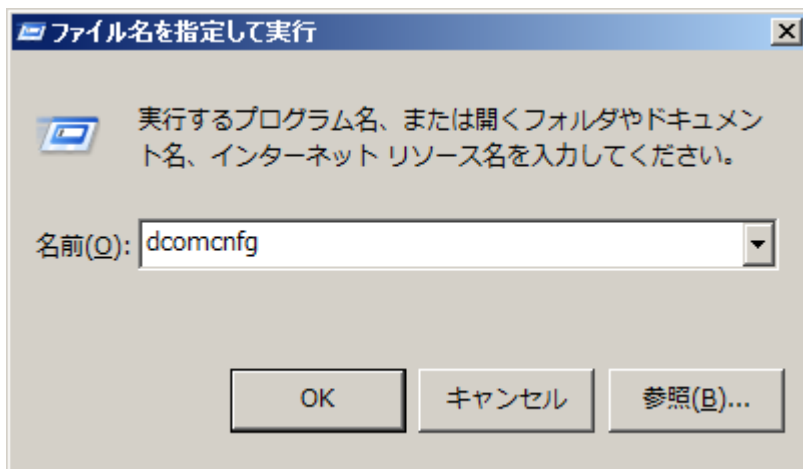 ファイル名を指定して実行
実行するプログラム名、または開くフォルダやドキュメン
ト名、インターネット リソース名を入力してください。
名前(O): dcomcnfg
OK キャンセル 参照(B)...